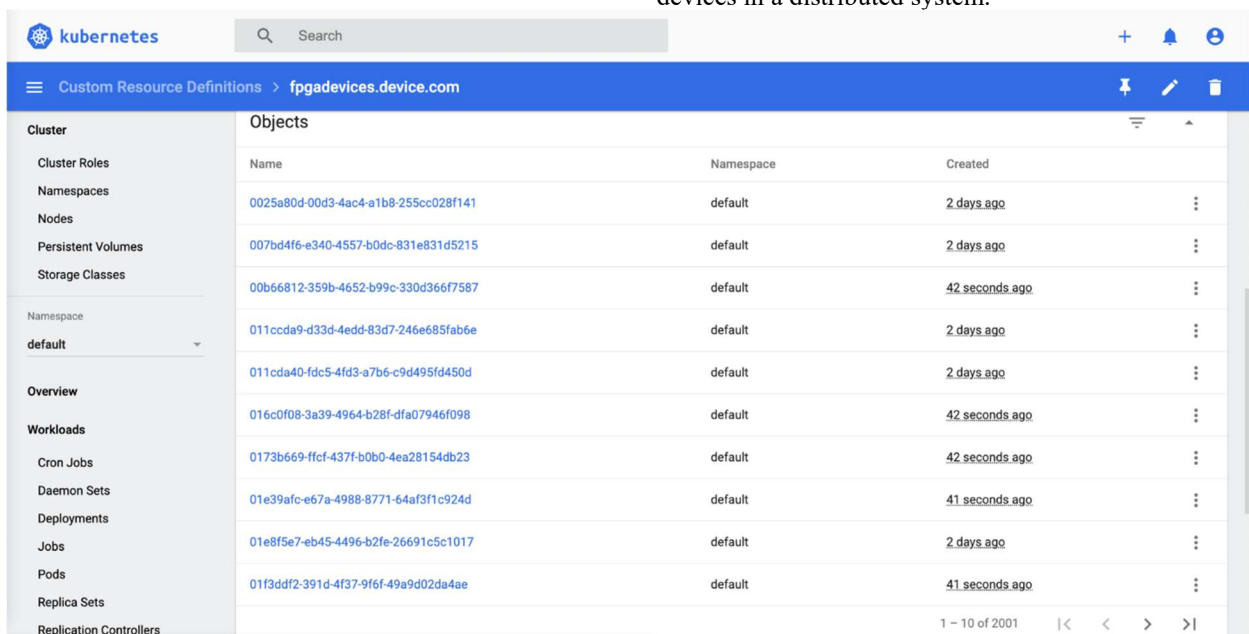 devices in a distributed system.
kubernetes
Search
Custom Resource Definitions > fpgadevices.device.com
Cluster
Cluster Roles
Namespaces
Nodes
Persistent Volumes
Storage Classes
Namespace
default
Overview
Workloads
Cron Jobs
Daemon Sets
Deployments
Jobs
Pods
Replica Sets
Replication Controllers
Objects
Name Namespace Created
0025a80d-00d3-4ac4-a1b8-255cc028f141 default 2 days ago
007bd4f6-e340-4557-b0dc-831e831d5215 default 2 days ago
00b66812-359b-4652-b99c-330d366f7587 default 42 seconds ago
011ccda9-d33d-4edd-83d7-246e685fab6e default 2 days ago
011cda40-fdc5-4fd3-a7b6-c9d495fd450d default 2 days ago
016c0f08-3a39-4964-b28f-dfa07946f098 default 42 seconds ago
0173b669-ffcf-437f-b0b0-4ea28154db23 default 42 seconds ago
01e39afc-e67a-4988-8771-64af3f1c924d default 41 seconds ago
01e8f5e7-eb45-4496-b2fe-26691c5c1017 default 2 days ago
01f3ddf2-391d-4f37-9f6f-49a9d02da4ae default 41 seconds ago
1 – 10 of 2001